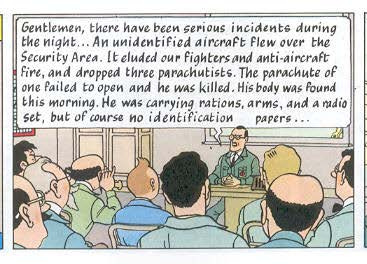 Gentlemen, there have been serious incidents during
the night... An unidentified aircraft flew over the
Security Area. It eluded our fighters and anti-aircraft
fire, and dropped three parachutists. The parachute of
one failed to open and he was killed. His body was found
this morning. He was carrying rations, arms, and a radio
set, but of course no identification papers...